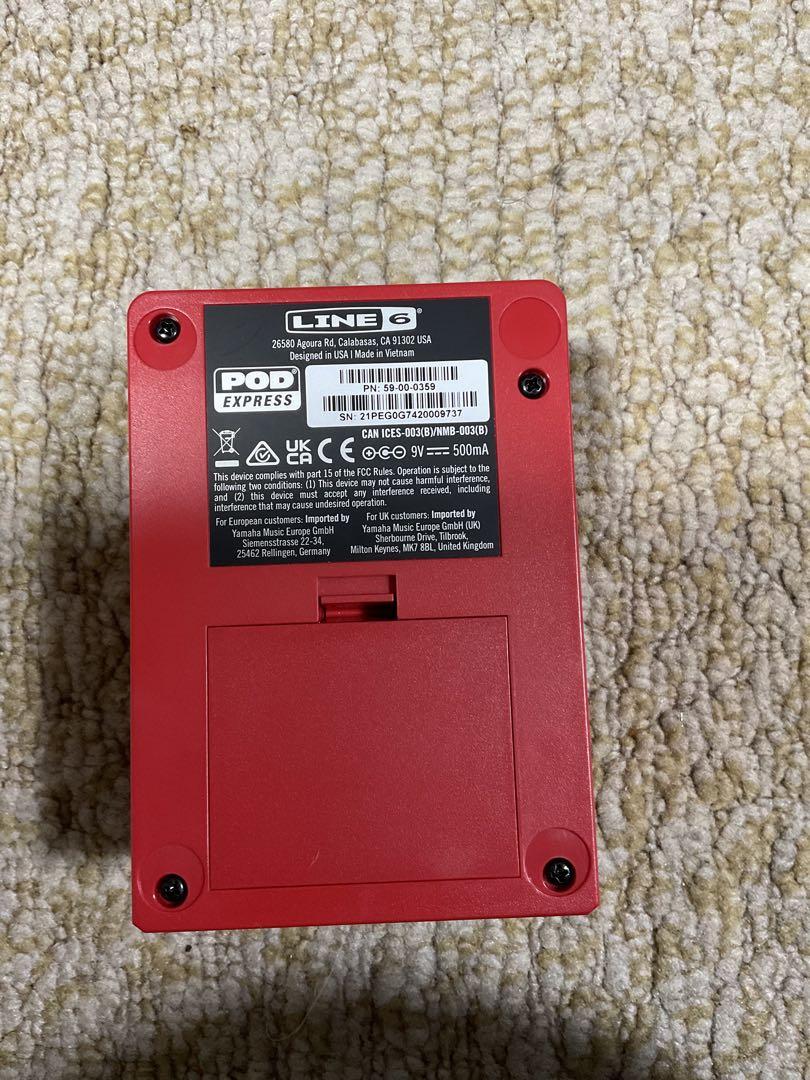 LINE 6®
26580 Agoura Rd, Calabasas, CA 91302 USA
Designed in USA | Made in Vietnam
POD®
EXPRESS
PN: 59-00-0359
SN: 21PEG0G7420009737
CAN ICES-003(B)/NMB-003(B)
UK
CA
CE
9V 500mA
This device complies with part 15 of the FCC Rules. Operation is subject to the
following two conditions: (1) This device may not cause harmful interference,
and (2) this device must accept any interference received, including
interference that may cause undesired operation.
For European customers: Imported by
Yamaha Music Europe GmbH
Siemensstrasse 22-34,
25462 Rellingen, Germany
For UK customers: Imported by
Yamaha Music Europe GmbH (UK)
Sherbourne Drive, Tilbrook,
Milton Keynes, MK7 8BL, United Kingdom